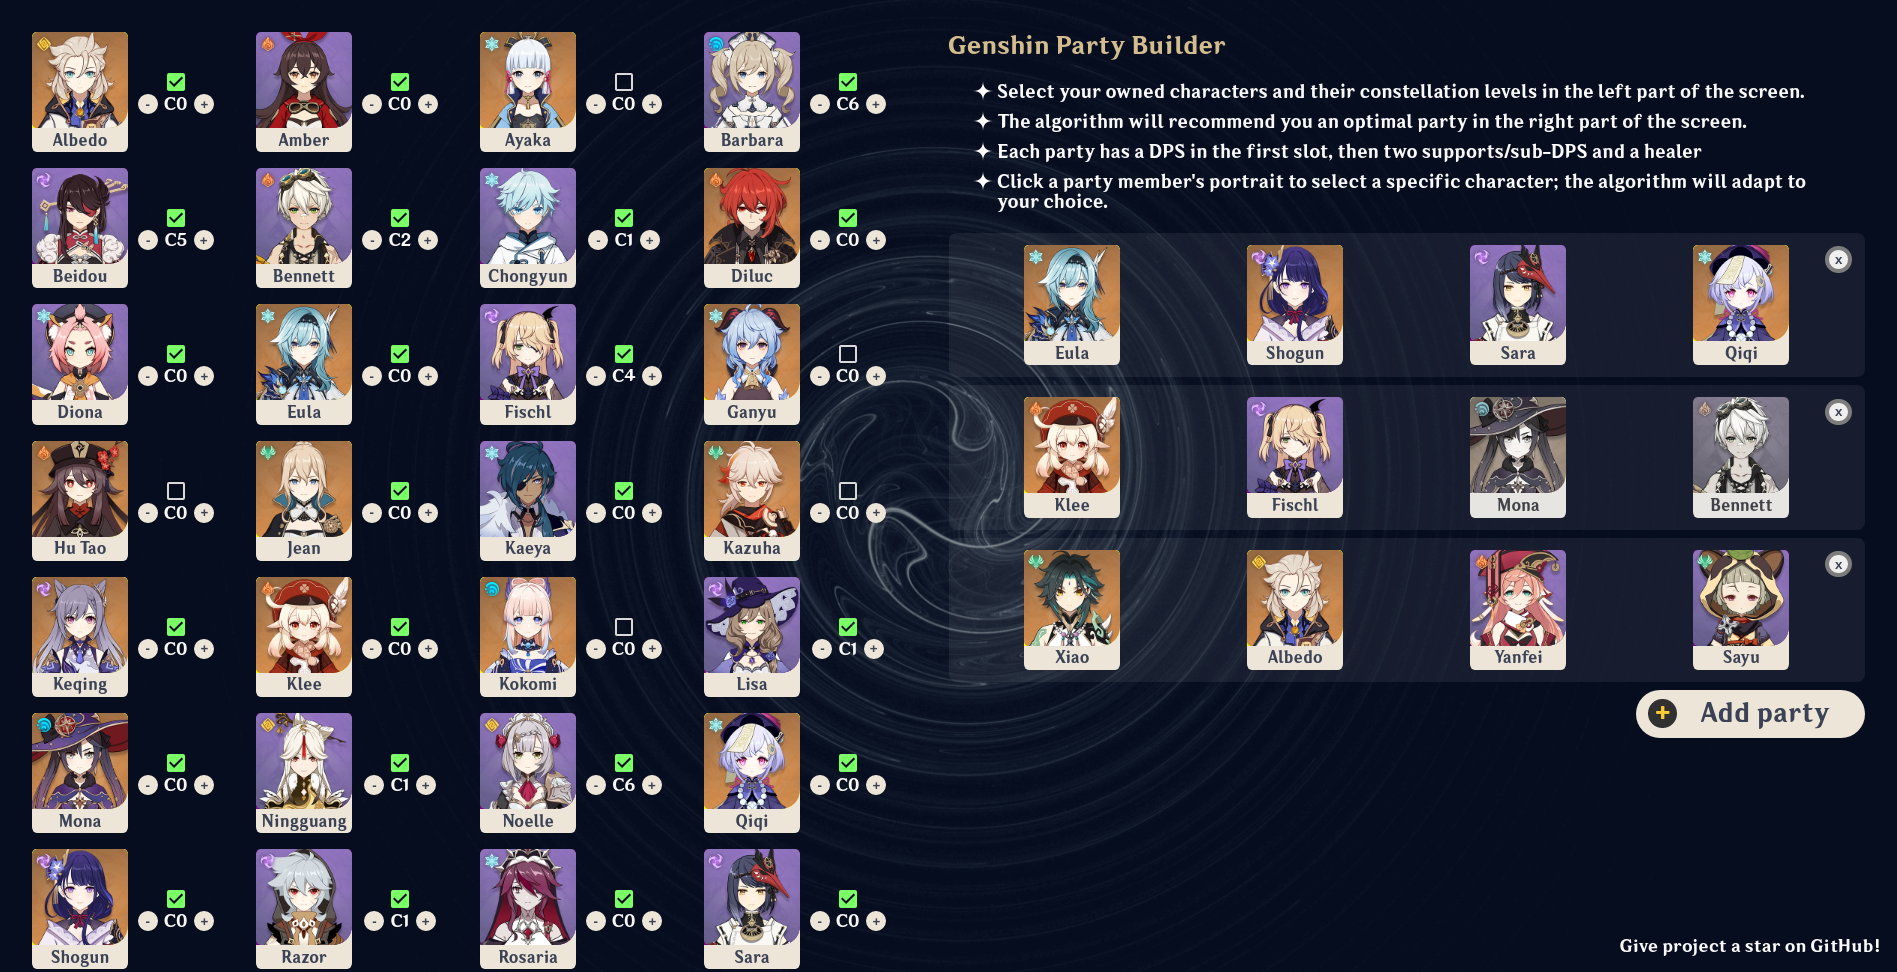 Albedo
- C0 +
Amber
- C0 +
Ayaka
- C0 +
Barbara
- C6 +
Beidou
- C5 +
Bennett
- C2 +
Chongyun
- C1 +
Diluc
- C0 +
Diona
- C0 +
Eula
- C0 +
Fischl
- C4 +
Ganyu
- C0 +
Hu Tao
- C0 +
Jean
- C0 +
Kaeya
- C0 +
Kazuha
- C0 +
Keqing
- C0 +
Klee
- C0 +
Kokomi
- C0 +
Lisa
- C1 +
Mona
- C0 +
Ningguang
- C1 +
Noelle
- C6 +
Qiqi
- C0 +
Shogun
- C0 +
Razor
- C1 +
Rosaria
- C0 +
Sara
- C0 +
Genshin Party Builder
Select your owned characters and their constellation levels in the left part of the screen.
The algorithm will recommend you an optimal party in the right part of the screen.
Each party has a DPS in the first slot, then two supports/sub-DPS and a healer
Click a party member's portrait to select a specific character; the algorithm will adapt to
your choice.
Eula
Shogun
Sara
Qiqi
x
Klee
Fischl
Mona
Bennett
x
Xiao
Albedo
Yanfei
Sayu
x
+ Add party
Give project a star on GitHub!